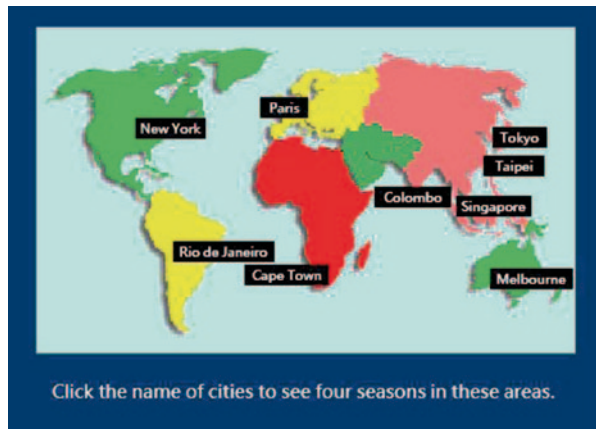 Paris
New York
Tokyo
Taipei
Colombo
Singapore
Rio de Janeiro
Cape Town
Melbourne
Click the name of cities to see four seasons in these areas.